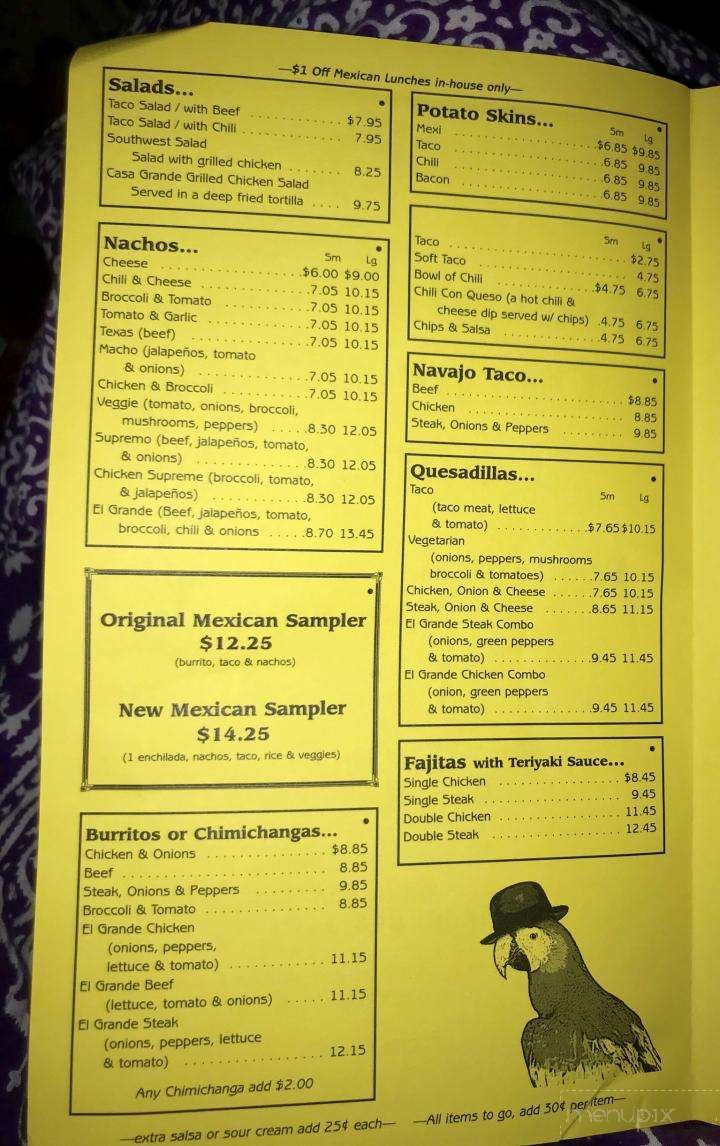 —$1 Off Mexican Lunches in-house only—
Salads...
Taco Salad / with Beef .......... $7.95
Taco Salad / with Chili .......... 7.95
Southwest Salad
Salad with grilled chicken ....... 8.25
Casa Grande Grilled Chicken Salad
Served in a deep fried tortilla .... 9.75
Nachos...
Sm Lg
Cheese .......... $6.00 $9.00
Chili & Cheese .......... 7.05 10.15
Broccoli & Tomato .......... 7.05 10.15
Tomato & Garlic .......... 7.05 10.15
Texas (beef) .......... 7.05 10.15
Macho (jalapeños, tomato
& onions) .......... 7.05 10.15
Chicken & Broccoli .......... 7.05 10.15
Veggie (tomato, onions, broccoli,
mushrooms, peppers) ......8.30 12.05
Supremo (beef, jalapeños, tomato,
& onions) ..........8.30 12.05
Chicken Supreme (broccoli, tomato,
& jalapeños) ..........8.30 12.05
El Grande (Beef, jalapeños, tomato,
broccoli, chili & onions ......8.70 13.45
Original Mexican Sampler
$12.25
(burrito, taco & nachos)
New Mexican Sampler
$14.25
(1 enchilada, nachos, taco, rice & veggies)
Burritos or Chimichangas...
Chicken & Onions .......... $8.85
Beef .......... 8.85
Steak, Onions & Peppers .......... 9.85
Broccoli & Tomato .......... 8.85
El Grande Chicken
(onions, peppers,
lettuce & tomato) .......... 11.15
El Grande Beef
(lettuce, tomato & onions) ..... 11.15
El Grande Steak
(onions, peppers, lettuce
& tomato) .......... 12.15
Any Chimichanga add $2.00
—extra salsa or sour cream add 25¢ each—
Potato Skins...
Sm Lg
Mexi .......... $6.85 $9.85
Taco .......... 6.85 9.85
Chili .......... 6.85 9.85
Bacon .......... 6.85 9.85
Sm Lg
Taco .......... $2.75
Soft Taco .......... 4.75
Bowl of Chili .......... $4.75 6.75
Chili Con Queso (a hot chili &
cheese dip served w/ chips) .4.75 6.75
Chips & Salsa .......... 4.75 6.75
Navajo Taco...
Beef .......... $8.85
Chicken .......... 8.85
Steak, Onions & Peppers .......... 9.85
Quesadillas...
Taco Sm Lg
(taco meat, lettuce
& tomato) .......... $7.65 $10.15
Vegetarian
(onions, peppers, mushrooms
broccoli & tomatoes) ......7.65 10.15
Chicken, Onion & Cheese .....7.65 10.15
Steak, Onion & Cheese .......8.65 11.15
El Grande Steak Combo
(onions, green peppers
& tomato) ..........9.45 11.45
El Grande Chicken Combo
(onion, green peppers
& tomato) ..........9.45 11.45
Fajitas with Teriyaki Sauce...
Single Chicken .......... $8.45
Single Steak .......... 9.45
Double Chicken .......... 11.45
Double Steak .......... 12.45
—All items to go, add 30¢ per item—
menupix